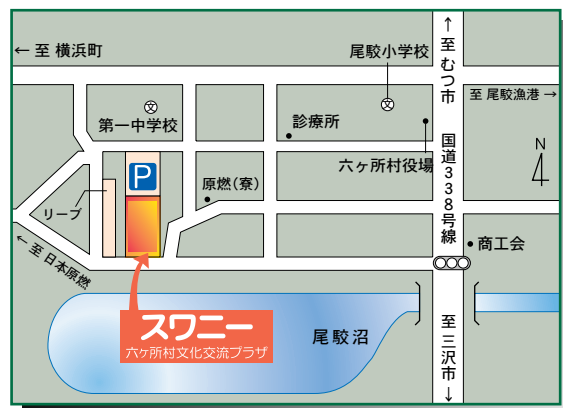 ← 至 横浜町
尾駮小学校
↑ 至 むつ市
至 尾駮漁港 →
文
文
第一中学校
診療所
六ヶ所村役場
国道338号線
N
P
原燃(寮)
リーブ
商工会
← 至 日本原燃
スワニー
六ヶ所村文化交流プラザ
尾駮沼
至 三沢市 ↓